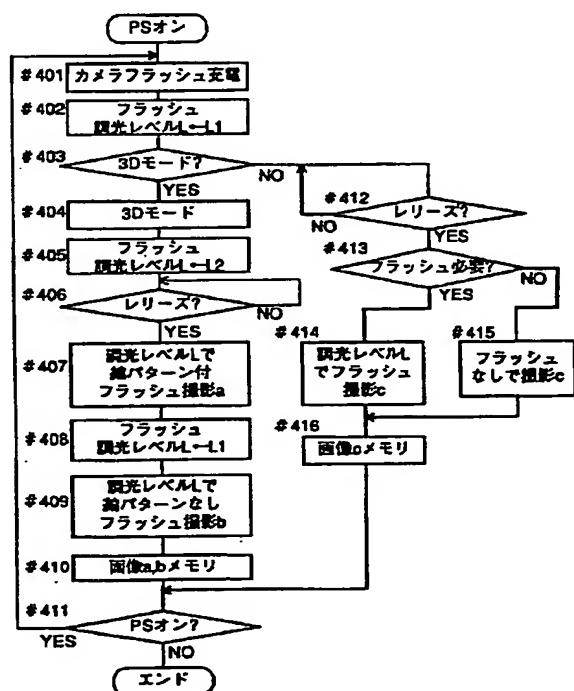 PSオン
#401
カメラフラッシュ充電
#402
フラッシュ
調光レベルL←L1
#403
3Dモード?
NO
YES
#404
3Dモード
#405
フラッシュ
調光レベルL←L2
#406
レリーズ?
NO
YES
#407
調光レベルLで
縞パターン付
フラッシュ撮影a
#408
フラッシュ
調光レベルL←L1
#409
調光レベルLで
縞パターンなし
フラッシュ撮影b
#410
画像a,bメモリ
#411
PSオン?
YES
NO
エンド
#412
レリーズ?
NO
YES
#413
フラッシュ必要?
NO
YES
#414
調光レベルL
でフラッシュ
撮影c
#415
フラッシュ
なしで撮影c
#416
画像cメモリ